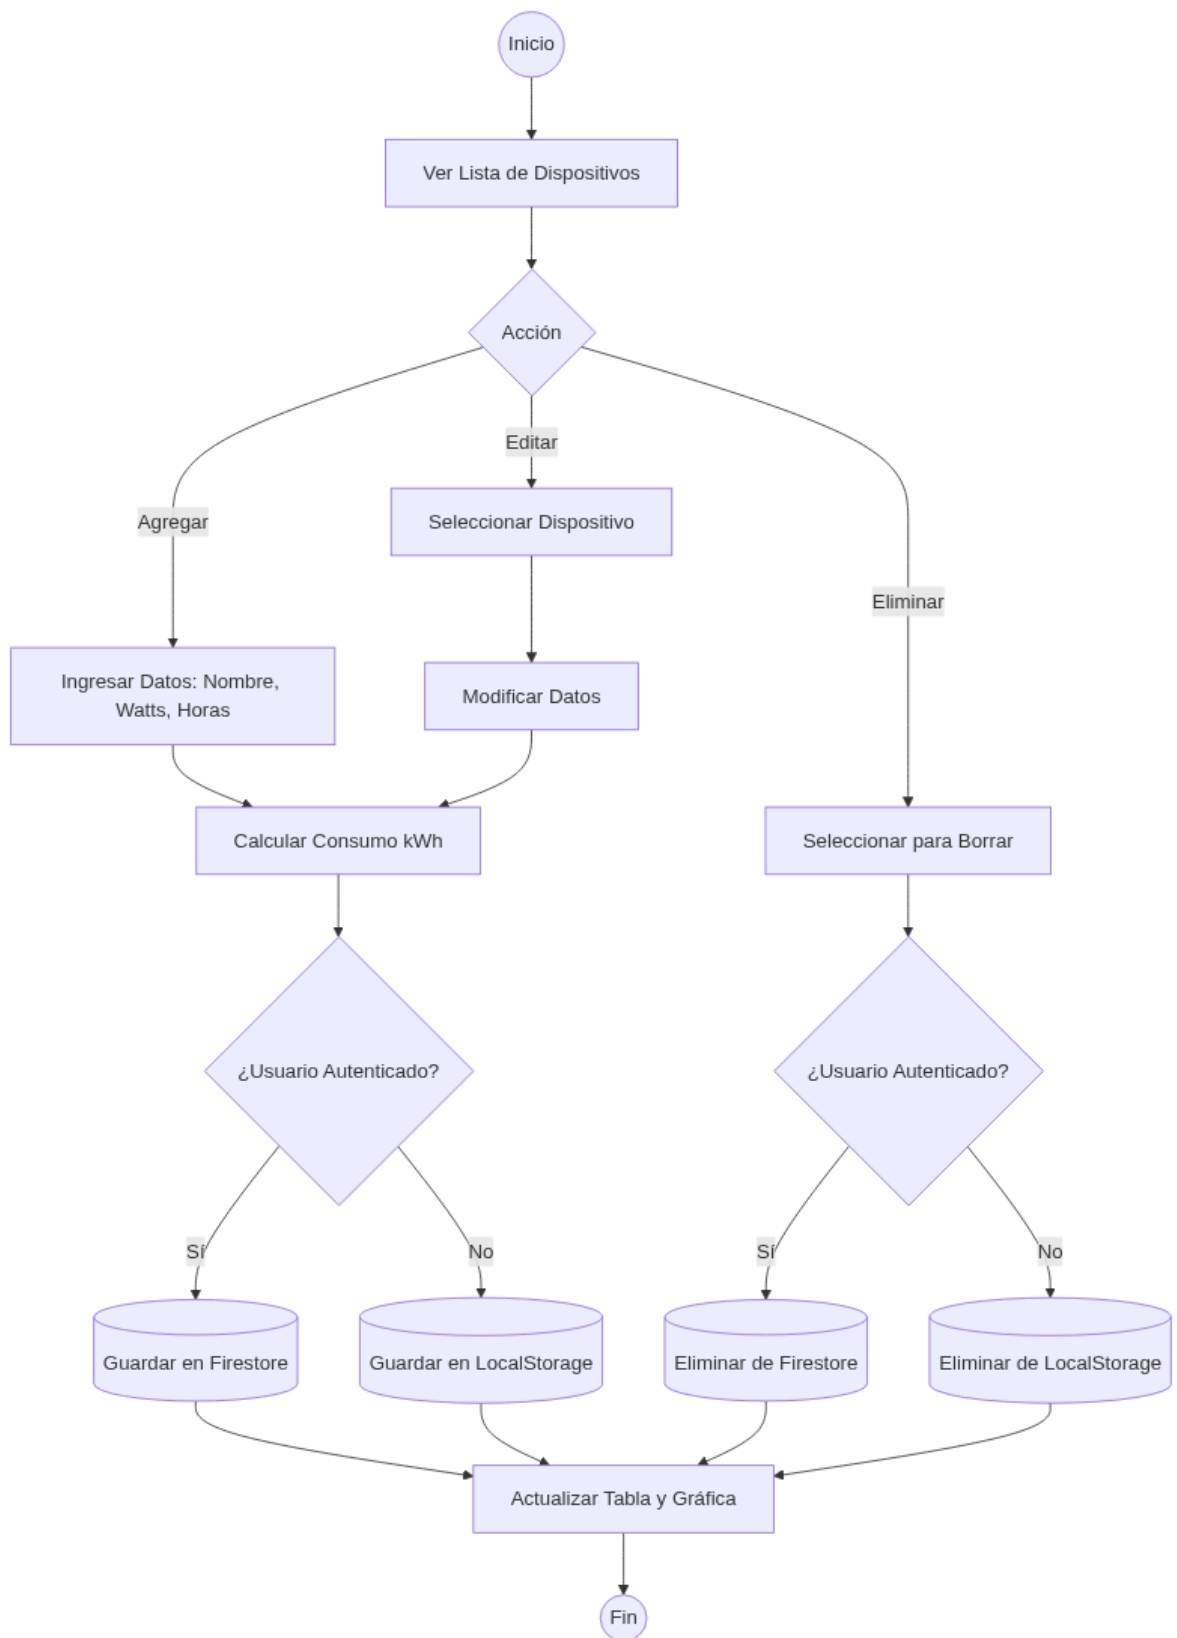 Inicio
Ver Lista de Dispositivos
Acción
Editar
Agregar
Seleccionar Dispositivo
Eliminar
Ingresar Datos: Nombre,
Watts, Horas
Modificar Datos
Calcular Consumo kWh
Seleccionar para Borrar
¿Usuario Autenticado?
¿Usuario Autenticado?
Sí
No
Sí
No
Guardar en Firestore
Guardar en LocalStorage
Eliminar de Firestore
Eliminar de LocalStorage
Actualizar Tabla y Gráfica
Fin